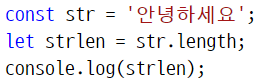 const str = '안녕하세요';
let strlen = str.length;
console.log(strlen);